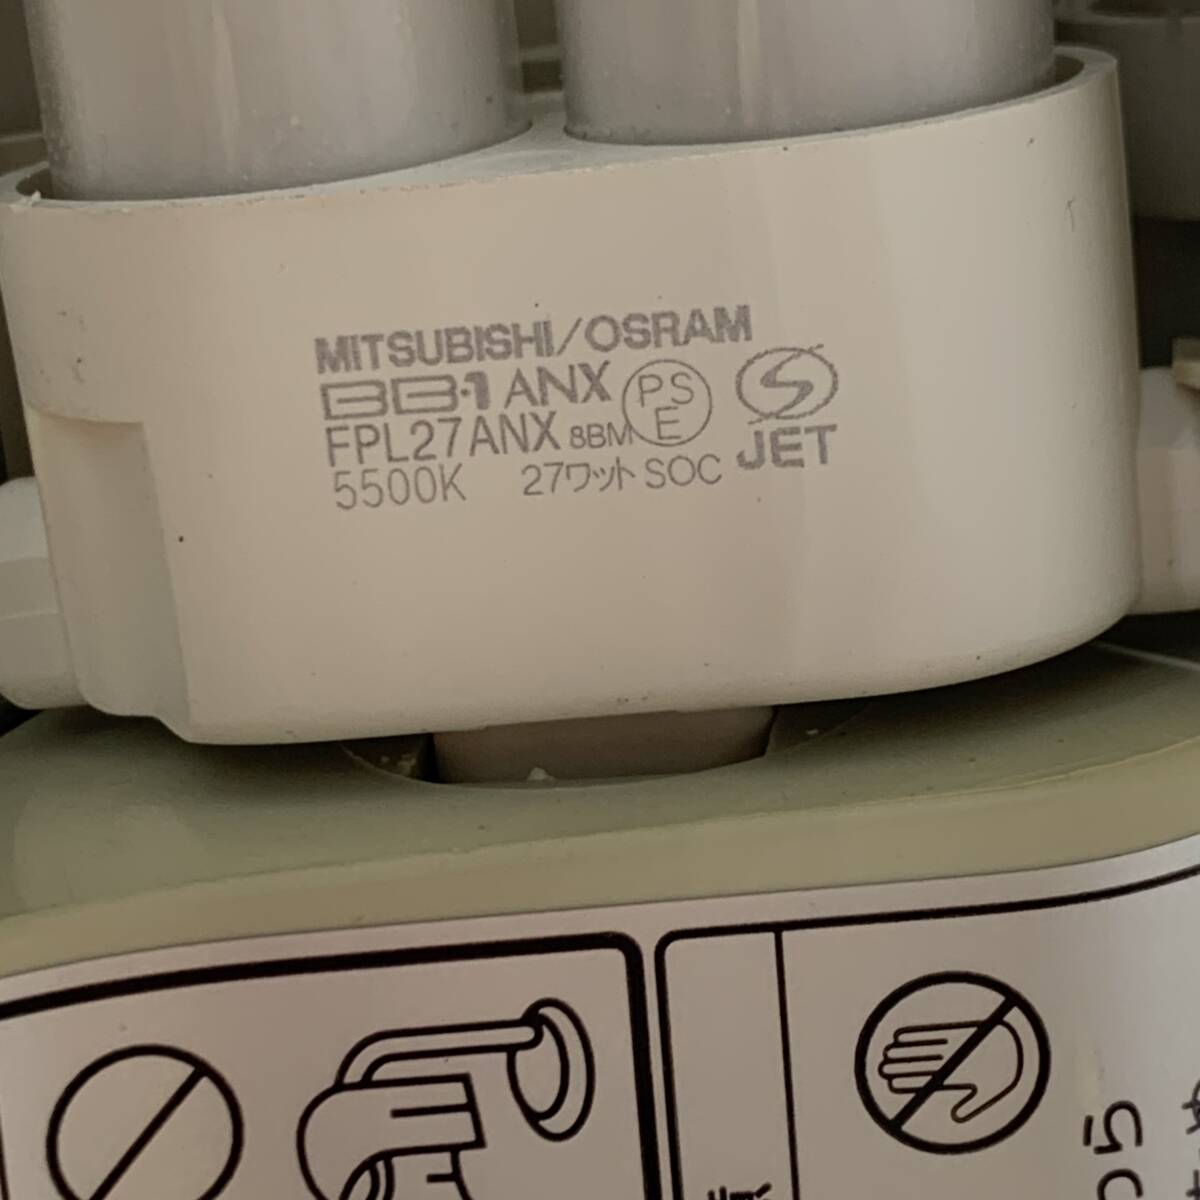 MITSUBISHI/OSRAM
BB·1 ANX
FPL27ANX 8BM
5500K 27ワット SOC
PSE
JET